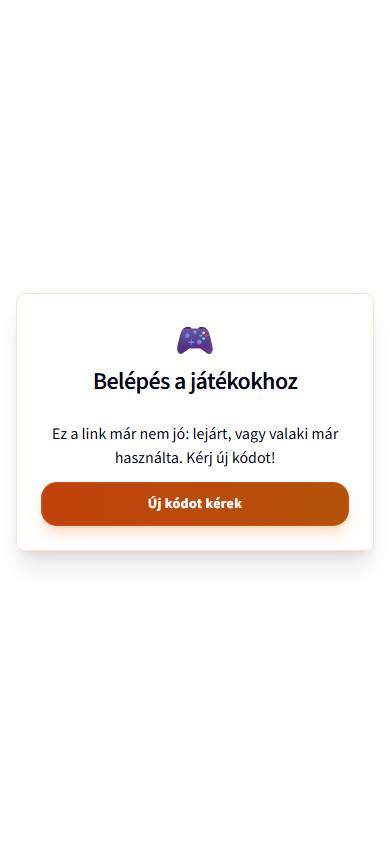 Belépés a játékokhoz
Ez a link már nem jó: lejárt, vagy valaki már
használta. Kérj új kódot!
Új kódot kérek